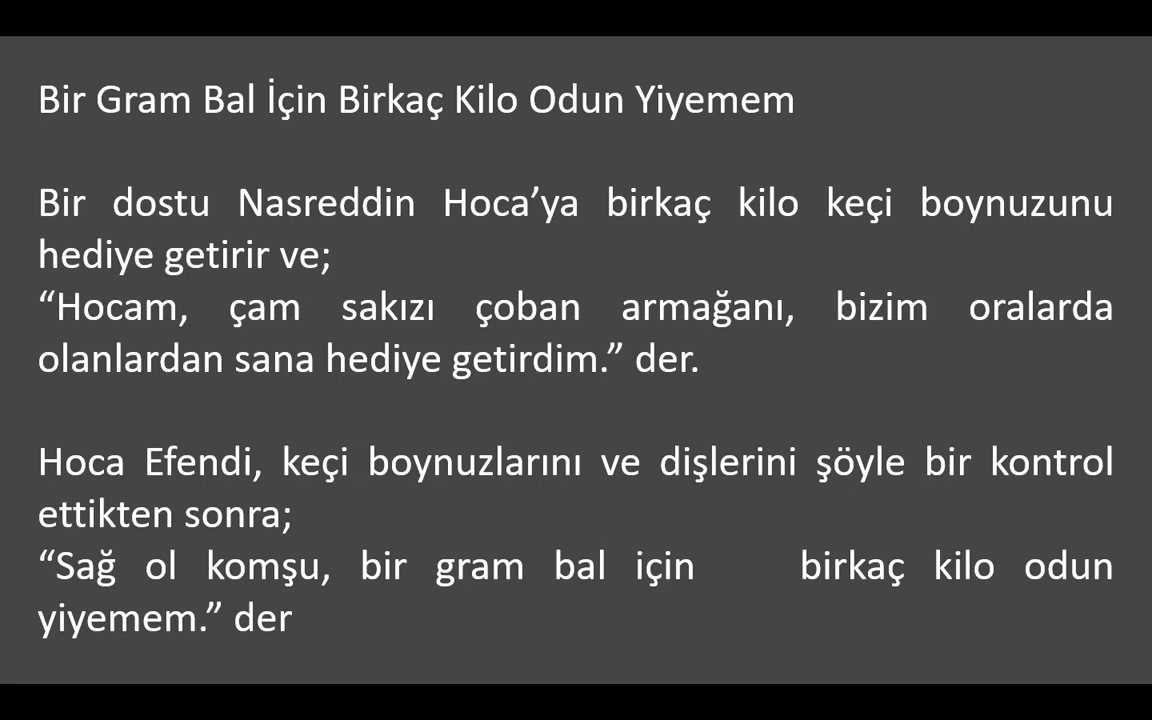 Bir Gram Bal İçin Birkaç Kilo Odun Yiyemem
Bir dostu Nasreddin Hoca’ya birkaç kilo keçi boynuzunu
hediye getirir ve;
“Hocam, çam sakızı çoban armağanı, bizim oralarda
olanlardan sana hediye getirdim.” der.
Hoca Efendi, keçi boynuzlarını ve dişlerini şöyle bir kontrol
ettikten sonra;
“Sağ ol komşu, bir gram bal için birkaç kilo odun
yiyemem.” der